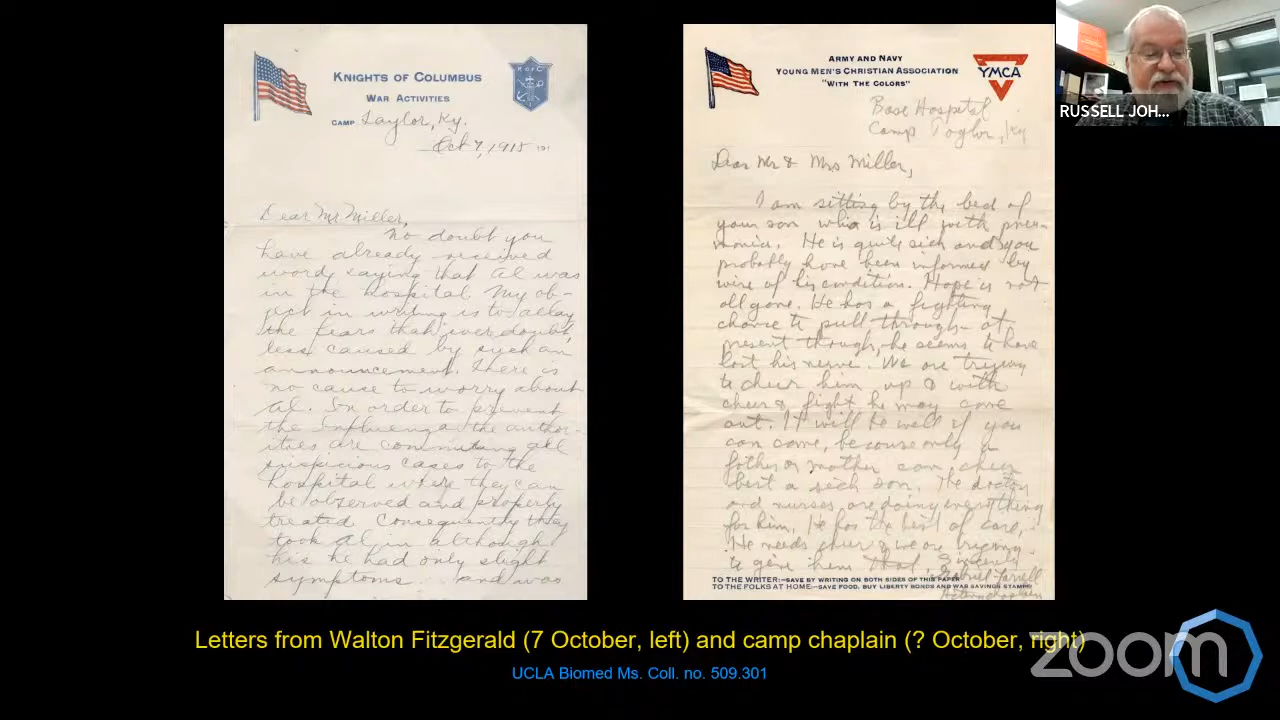 KNIGHTS OF COLUMBUS
WAR ACTIVITIES
CAMP Taylor, Ky.
Oct 7, 1918
Dear Mr Miller,
No doubt you
have already received
word saying that Al was
in the hospital. My ob-
ject in writing is to allay
the fears that were doubt
less caused by such an
announcement. There is
no cause to worry about
Al. In order to prevent
the Influenza the author-
ities are commuting all
suspicious cases to the
hospital where they can
be observed and properly
treated. Consequently they
took Al in although
he had only slight
symptoms and was
ARMY AND NAVY
YOUNG MEN'S CHRISTIAN ASSOCIATION
"WITH THE COLORS"
YMCA
Base Hospital
Camp Taylor, Ky
Dear Mr & Mrs Miller,
I am sitting by the bed of
your son who is ill with pneu-
monia. He is quite sick and you
probably have been informed by
wire of his condition. Hope is not
all gone. He has a fighting
chance to pull through - at
present though, he seems to have
lost his nerve. We are trying
to cheer him up & with
cheer & fight he may come
out. It will be well if you
can come, because only a
father or mother can cheer
best a sick son. The doctors
and nurses are doing everything
for him. He has the best of care.
He needs cheer & we are trying
to give him that. Sincerely
Farrell
TO THE WRITER:—SAVE BY WRITING ON BOTH SIDES OF THIS PAPER
TO THE FOLKS AT HOME:—SAVE FOOD, BUY LIBERTY BONDS AND WAR SAVINGS STAMPS
RUSSELL JOH...
Letters from Walton Fitzgerald (7 October, left) and camp chaplain (? October, right)
UCLA Biomed Ms. Coll. no. 509.301
zoom